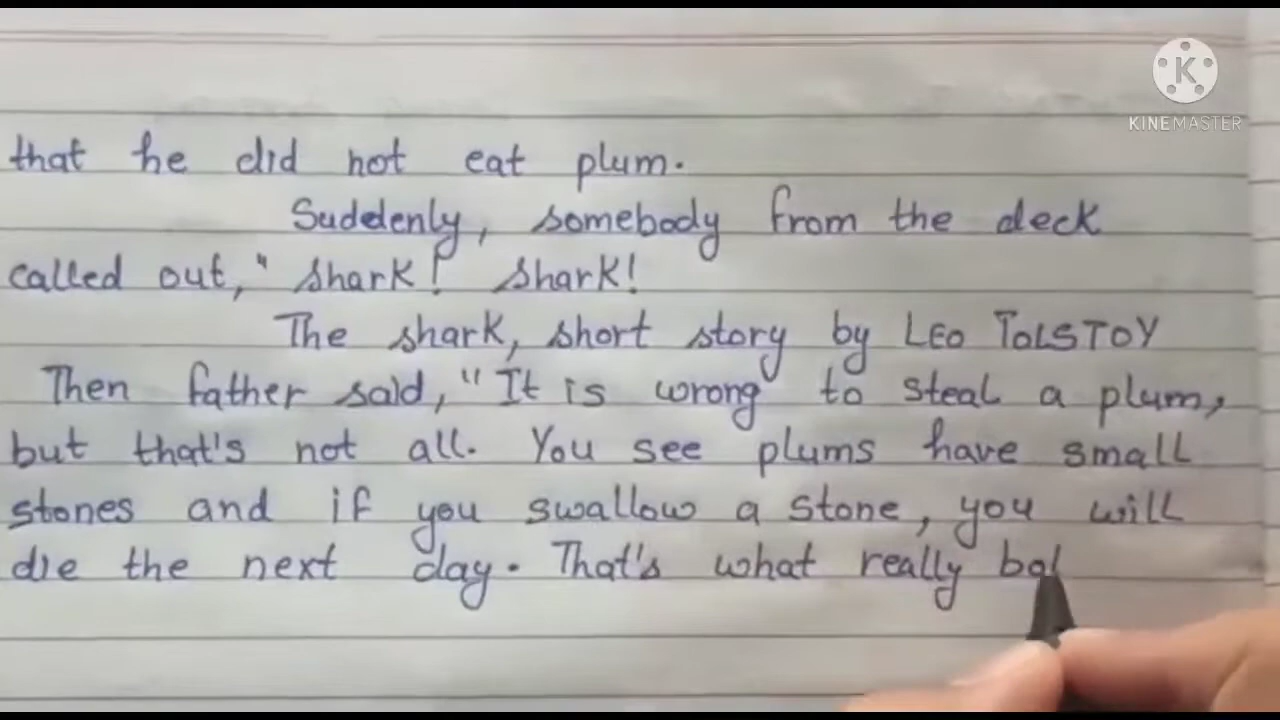 K
KINEMASTER
that he did not eat plum.
Suddenly, somebody from the deck
called out, " shark! shark!
The shark, short story by LEO TOLSTOY
Then father said, "It is wrong to steal a plum,
but that's not all. You see plums have small
stones and if you swallow a stone, you will
die the next day. That's what really